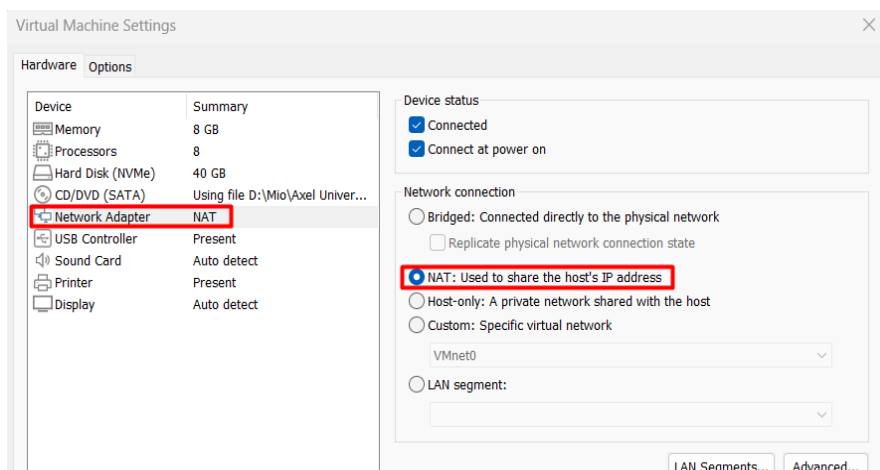 Virtual Machine Settings
Hardware Options
Device Summary
Memory 8 GB
Processors 8
Hard Disk (NVMe) 40 GB
CD/DVD (SATA) Using file D:\Mio\Axel Univer...
Network Adapter NAT
USB Controller Present
Sound Card Auto detect
Printer Present
Display Auto detect
Device status
Connected
Connect at power on
Network connection
Bridged: Connected directly to the physical network
Replicate physical network connection state
NAT: Used to share the host's IP address
Host-only: A private network shared with the host
Custom: Specific virtual network
VMnet0
LAN segment:
LAN Segments... Advanced...